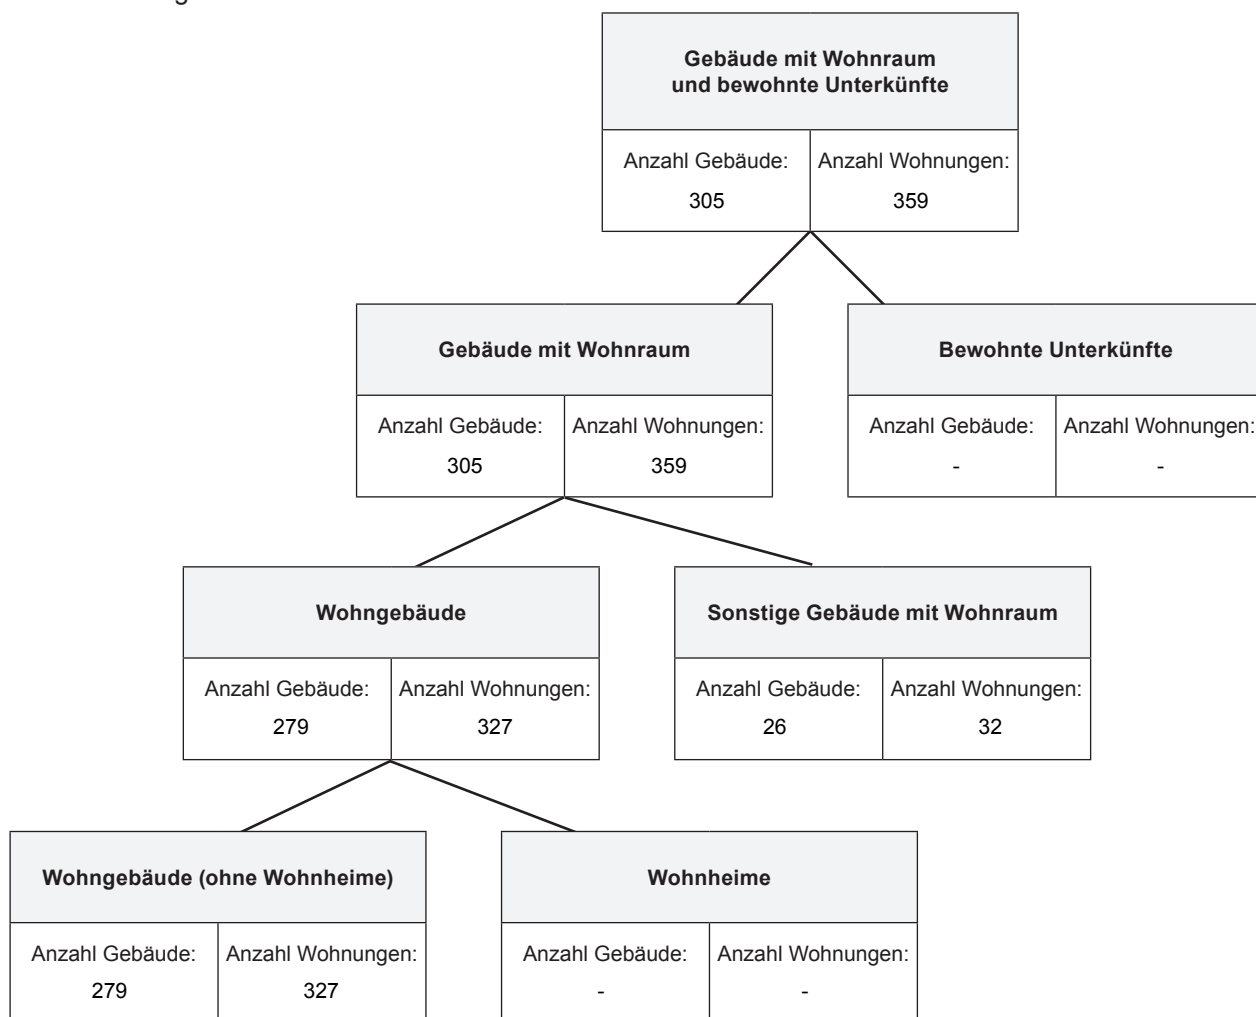 Gebäude mit Wohnraum
und bewohnte Unterkünfte
Anzahl Gebäude: Anzahl Wohnungen:
305 359
Gebäude mit Wohnraum Bewohnte Unterkünfte
Anzahl Gebäude: Anzahl Wohnungen: Anzahl Gebäude: Anzahl Wohnungen:
305 359 - -
Wohngebäude Sonstige Gebäude mit Wohnraum
Anzahl Gebäude: Anzahl Wohnungen: Anzahl Gebäude: Anzahl Wohnungen:
279 327 26 32
Wohngebäude (ohne Wohnheime) Wohnheime
Anzahl Gebäude: Anzahl Wohnungen: Anzahl Gebäude: Anzahl Wohnungen:
279 327 - -